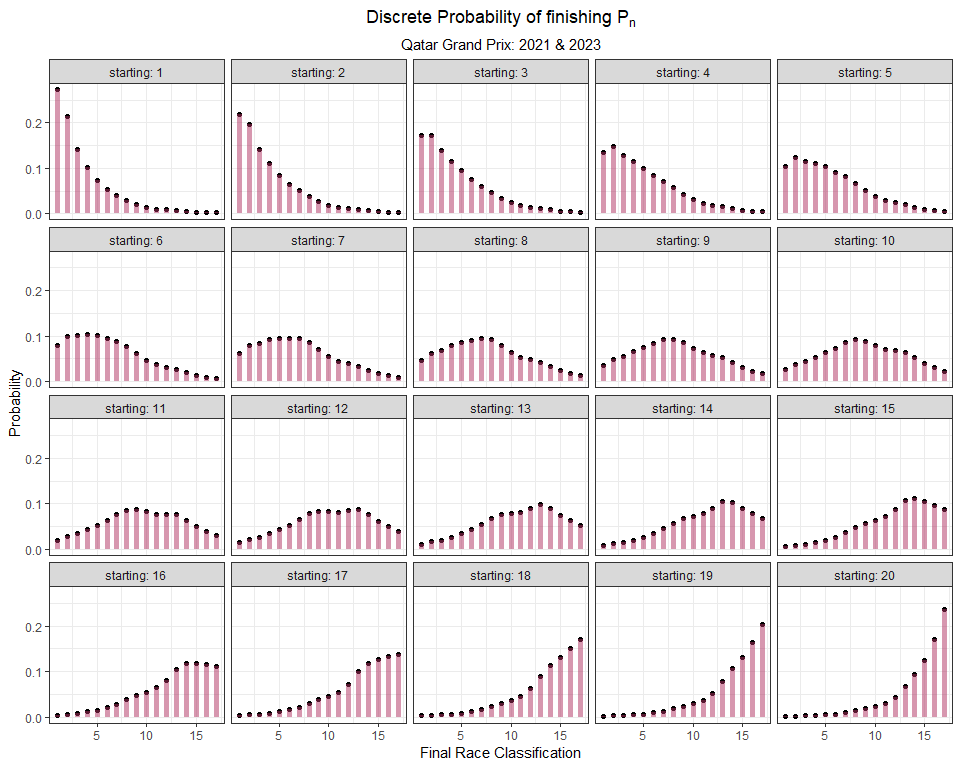 Discrete Probability of finishing Pn
Qatar Grand Prix: 2021 & 2023
starting: 1 starting: 2 starting: 3 starting: 4 starting: 5
0.2
0.1
0.0
starting: 6 starting: 7 starting: 8 starting: 9 starting: 10
0.2
0.1
0.0
Probability
starting: 11 starting: 12 starting: 13 starting: 14 starting: 15
0.2
0.1
0.0
starting: 16 starting: 17 starting: 18 starting: 19 starting: 20
0.2
0.1
0.0
5 10 15 5 10 15 5 10 15 5 10 15 5 10 15
Final Race Classification